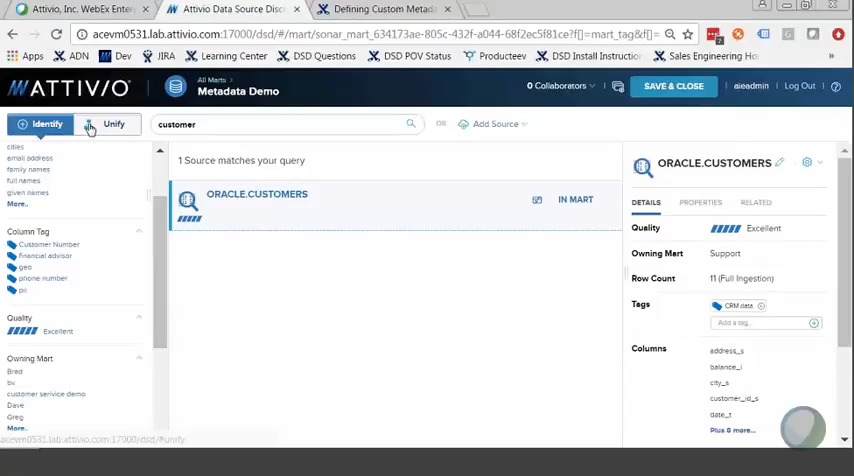 Attivio, Inc. WebEx Enter
Attivio Data Source Disc
Defining Custom Metad
acevm0531.lab.attivio.com:17000/dsd/#/mart/sonar_mart_634173ae-805c-432f-a044-68f2ec5f81ce?f[]=mart_tag&f[]=
Apps
ADN
Dev
JIRA
Learning Center
DSD Questions
DSD POV Status
Producteev
DSD Install Instruction
Sales Engineering Ho
»
ATTIVIO
All Marts >
Metadata Demo
0 Collaborators
SAVE & CLOSE
aieadmin
Log Out
Identify
Unify
customer
OR
Add Source
cities
email address
family names
full names
given names
More..
Column Tag
Customer Number
financial advisor
geo
phone number
pii
Quality
Excellent
Owning Mart
Brad
bv
customer serivice demo
Dave
Greg
More..
1 Source matches your query
ORACLE.CUSTOMERS
IN MART
ORACLE.CUSTOMERS
DETAILS
PROPERTIES
RELATED
Quality
Excellent
Owning Mart
Support
Row Count
11 (Full Ingestion)
Tags
CRM data
Add a tag..
Columns
address_s
balance_i
city_s
customer_id_s
date_t
Plus 8 more...
acevm0531.lab.attivio.com:17000/dsd/#unify